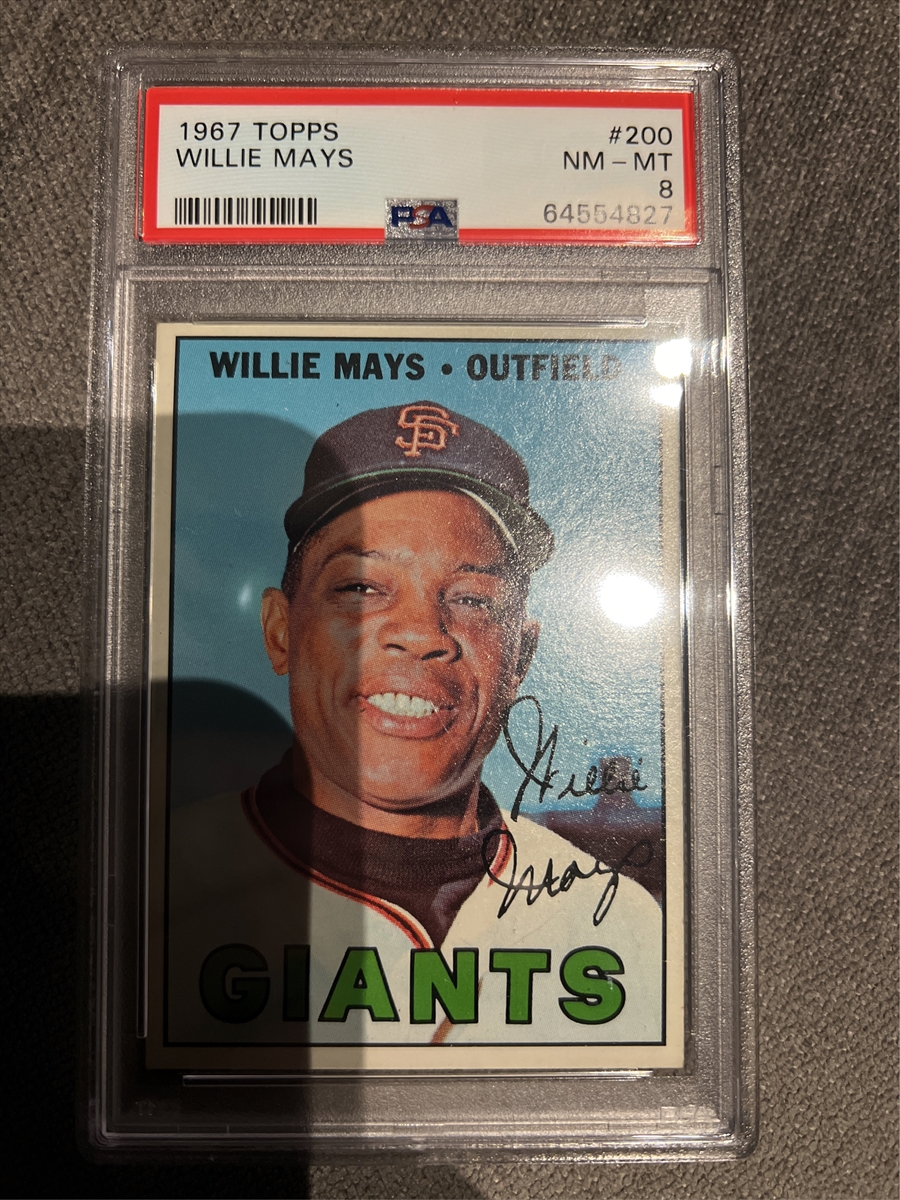 1967 TOPPS #200
WILLIE MAYS NM - MT
8
PSA 64554827
WILLIE MAYS • OUTFIELD
SF
Willie
Mays
GIANTS